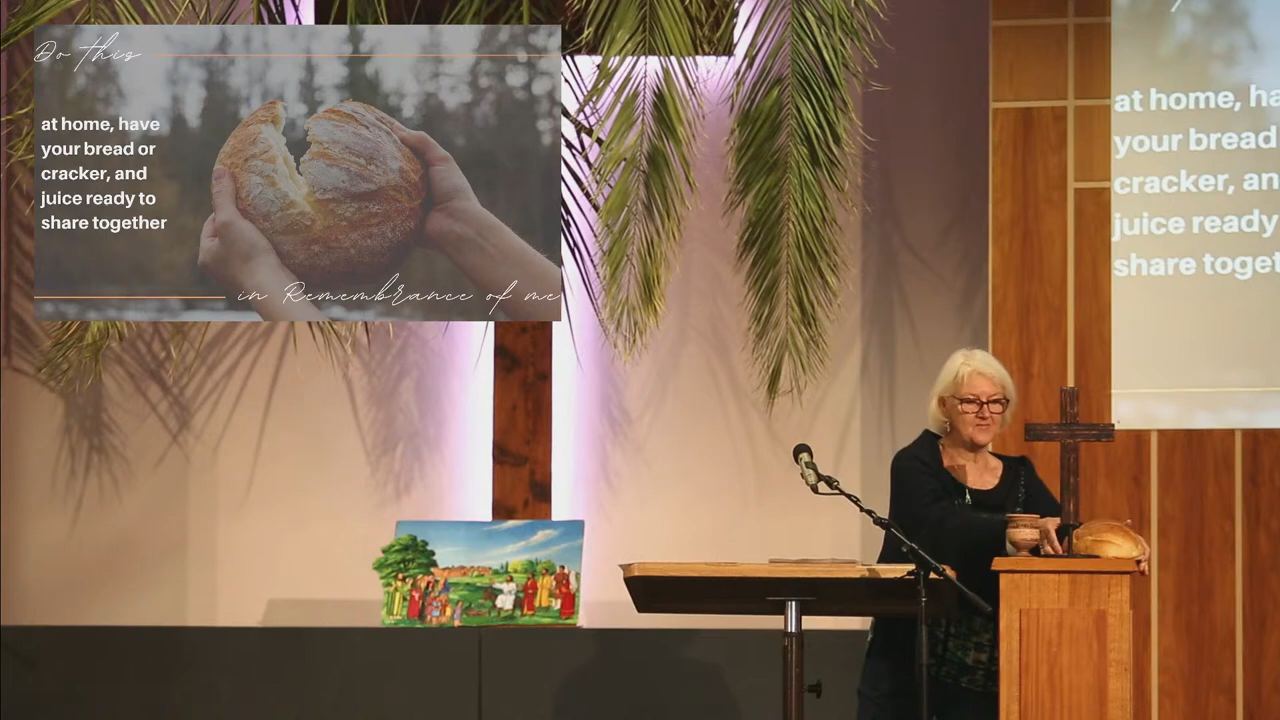 Do this
at home, have
your bread or
cracker, and
juice ready to
share together
in Remembrance of me
at home, ha
your bread
cracker, an
juice ready
share toget